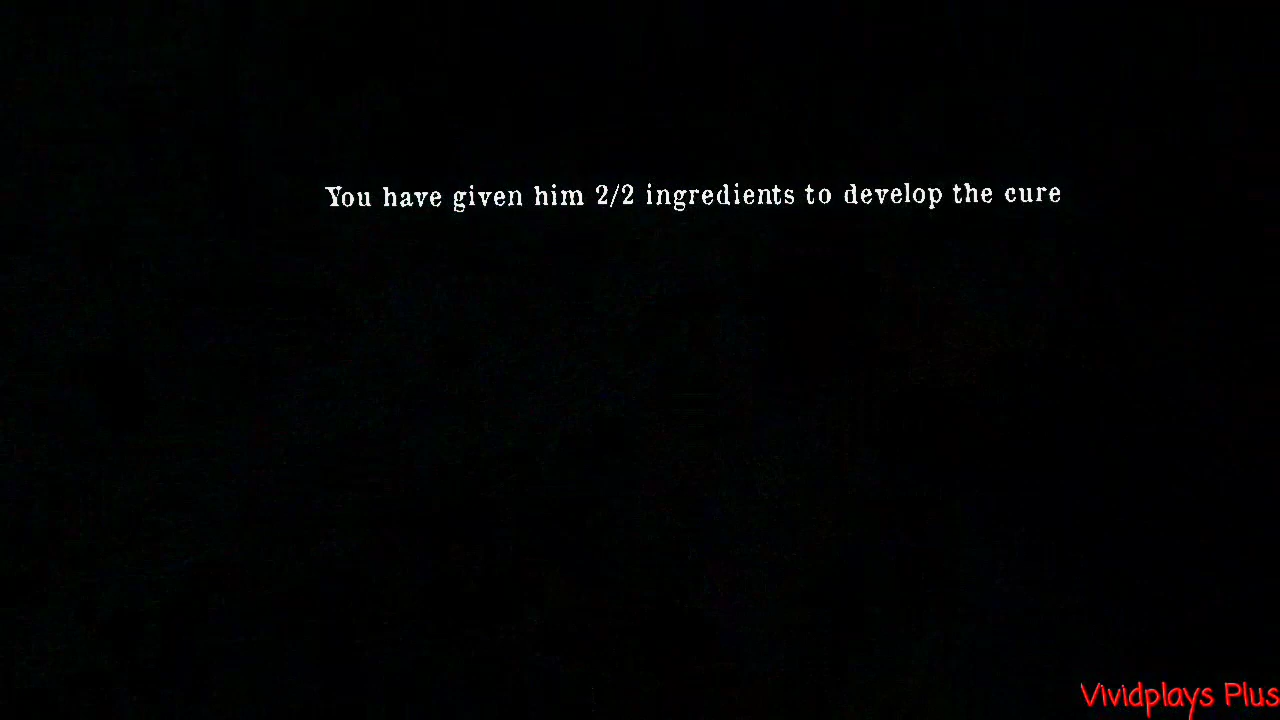 You have given him 2/2 ingredients to develop the cure
Vividplays Plus